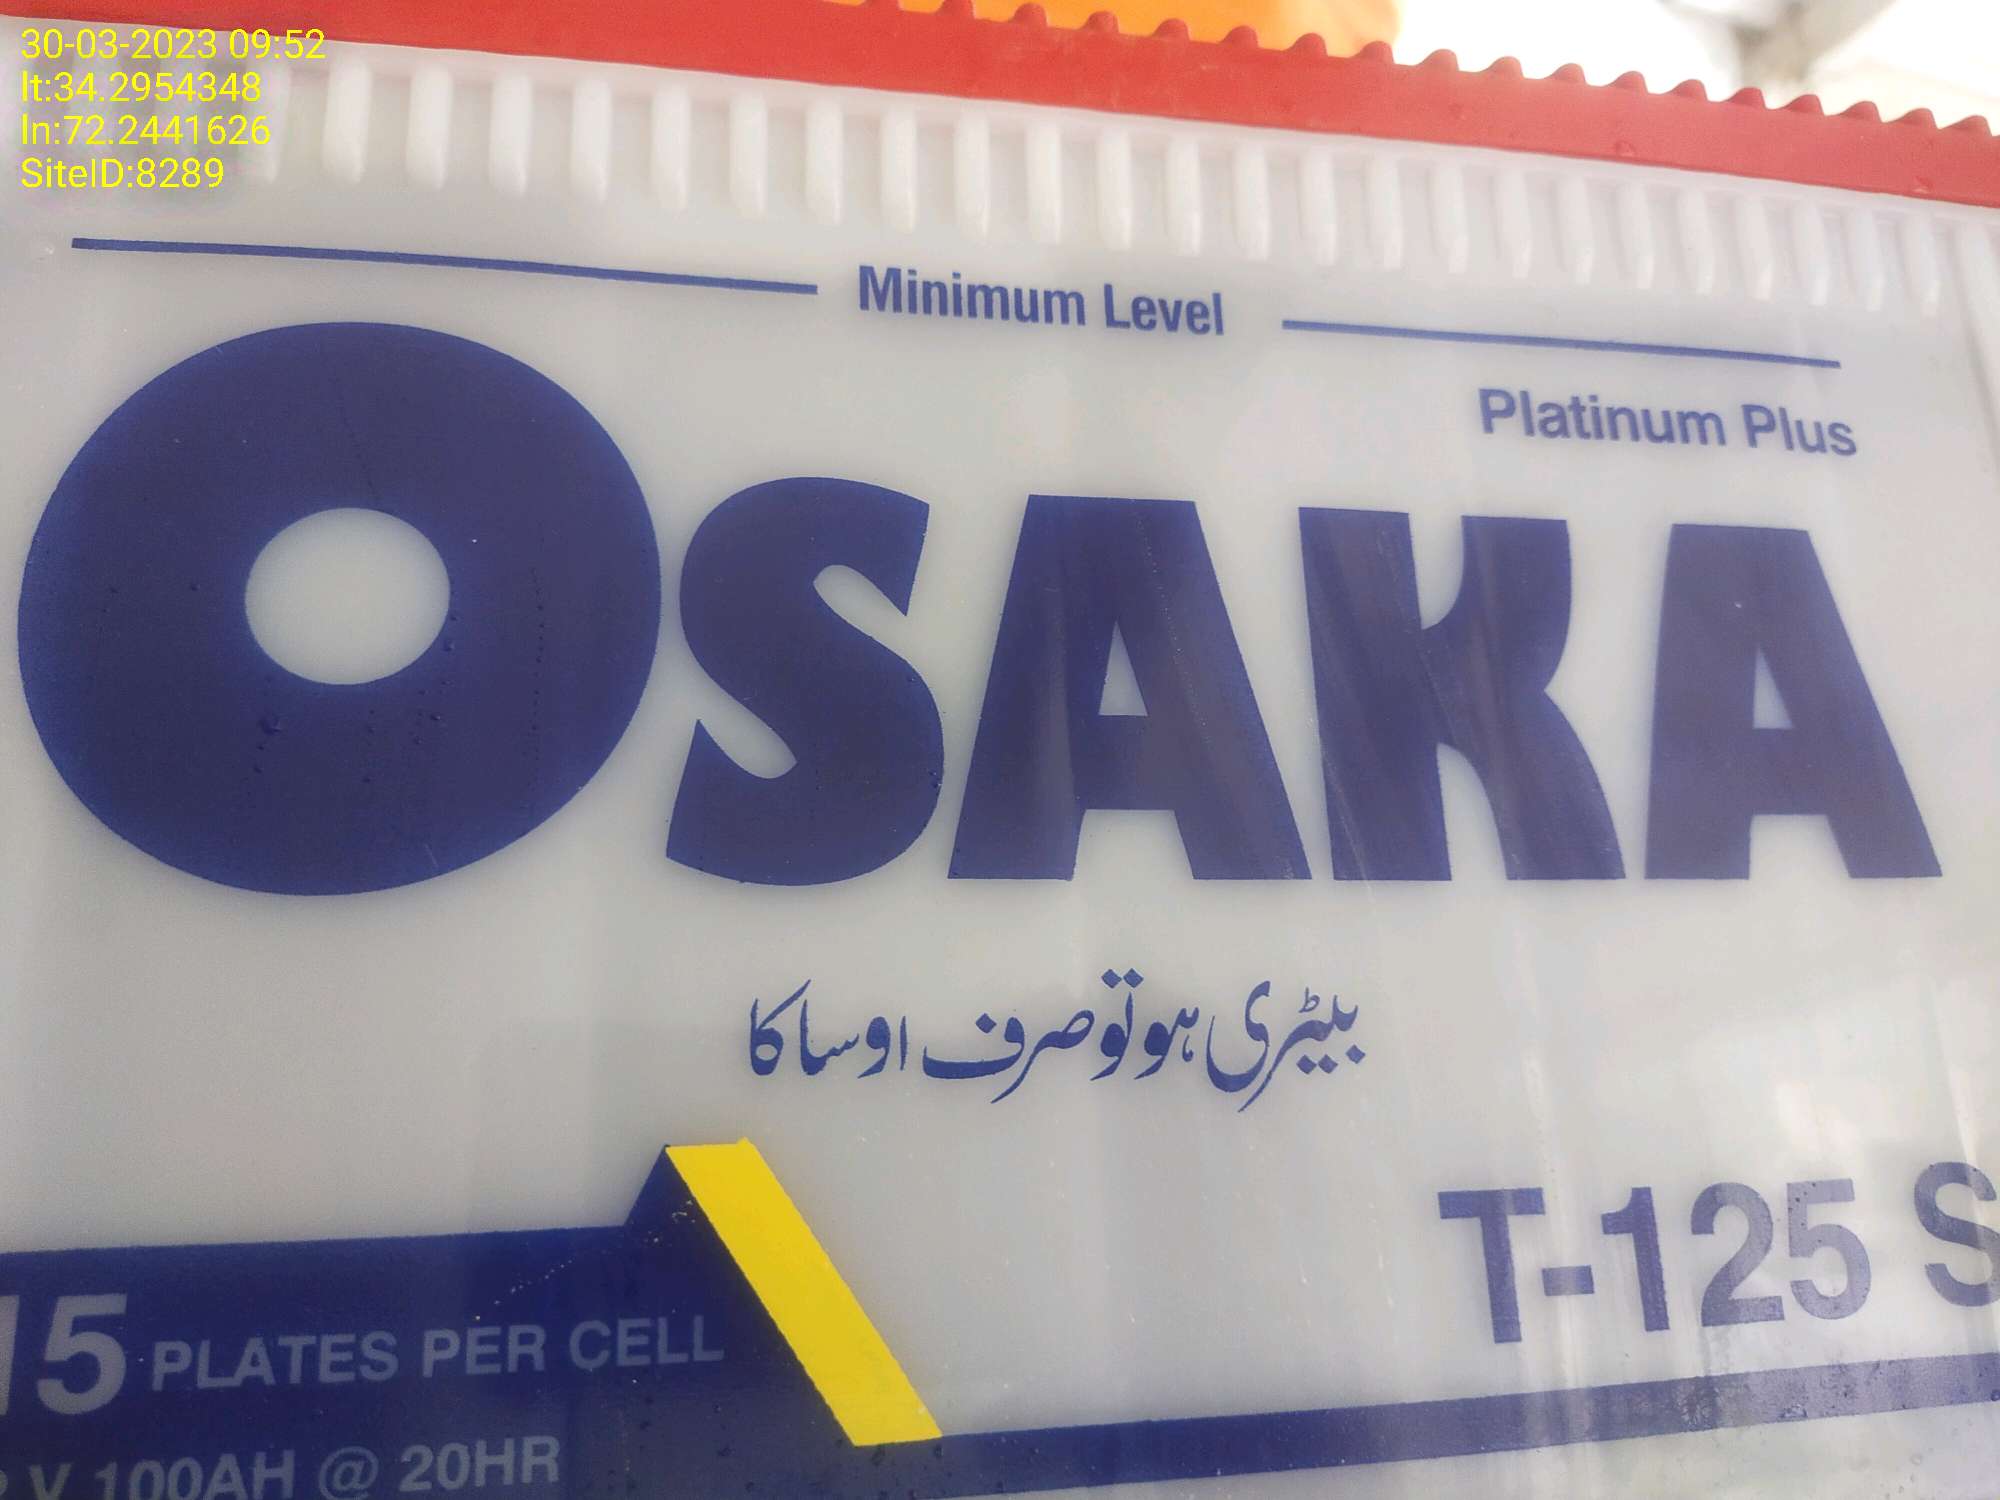 30-03-2023 09:52
lt:34.2954348
ln:72.2441626
SiteID:8289
Minimum Level
Platinum Plus
OSAKA
بیٹری ہو تو صرف اوساکا
T-125 S
15 PLATES PER CELL
V 100AH @ 20HR